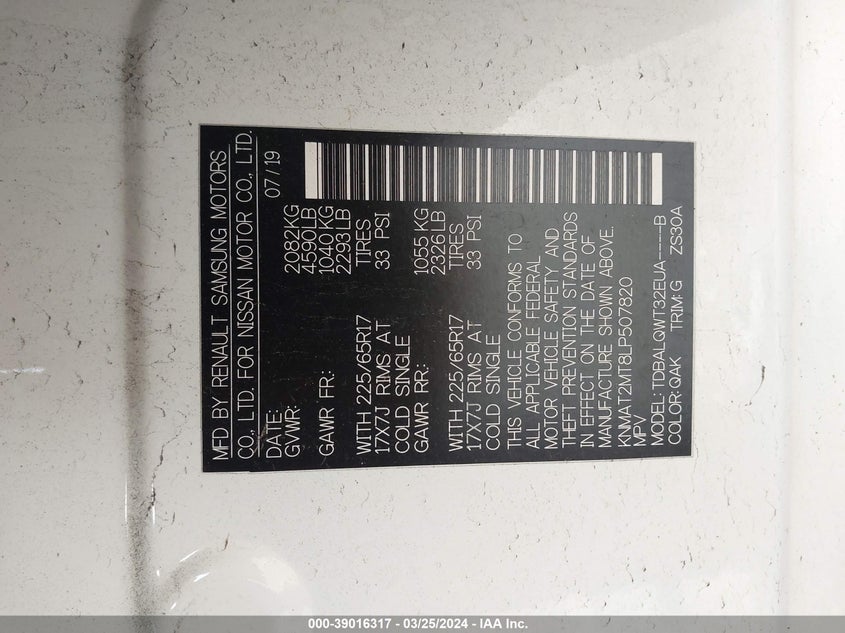 MFD BY RENAULT SAMSUNG MOTORS
CO., LTD. FOR NISSAN MOTOR CO., LTD.
DATE: 07/19
GVWR: 2082KG
4590LB
GAWR FR: 1040KG
2293LB
WITH 225/65R17 TIRES
17X7J RIMS AT 33 PSI
COLD SINGLE
GAWR RR: 1055KG
2326LB
WITH 225/65R17 TIRES
17X7J RIMS AT 33 PSI
COLD SINGLE
THIS VEHICLE CONFORMS TO
ALL APPLICABLE FEDERAL
MOTOR VEHICLE SAFETY AND
THEFT PREVENTION STANDARDS
IN EFFECT ON THE DATE OF
MANUFACTURE SHOWN ABOVE.
KNMAT2MT8LP507820
MPV
MODEL: TDBALQWT32EUA----B
COLOR:QAK TRIM:G ZS30A
000-39016317 - 03/25/2024 - IAA Inc.